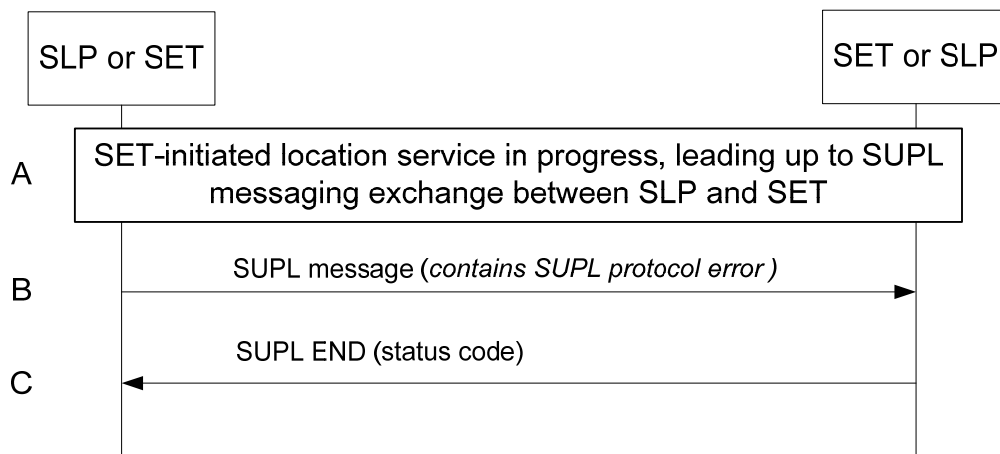 SLP or SET
SET or SLP
A
SET-initiated location service in progress, leading up to SUPL
messaging exchange between SLP and SET
SUPL message (contains SUPL protocol error )
B
SUPL END (status code)
C